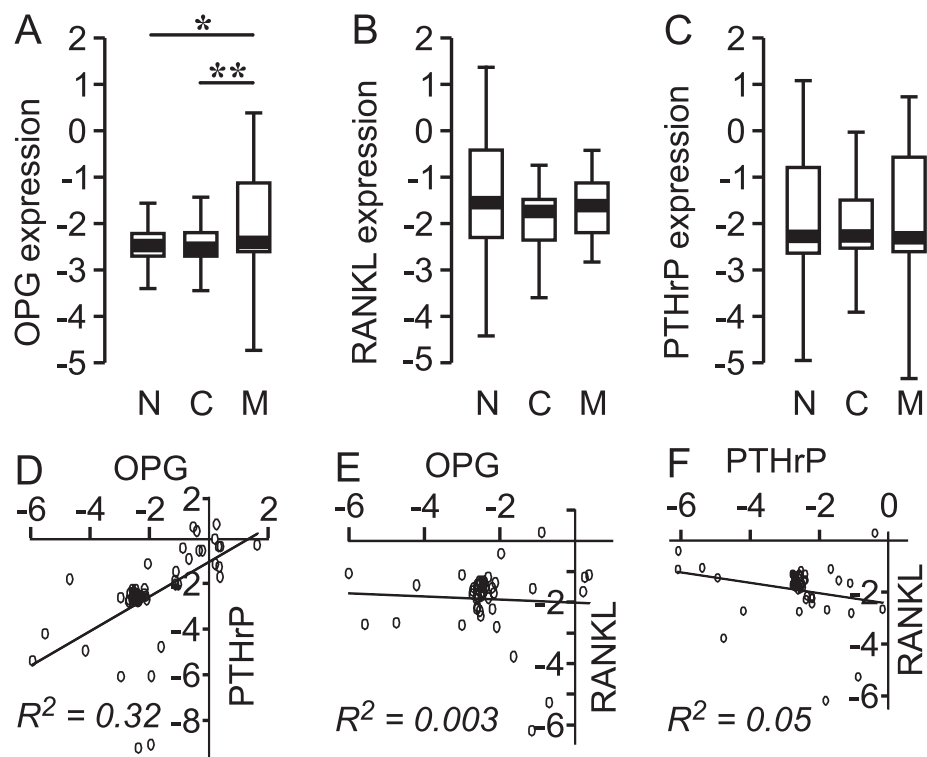 A
2
1
0
-1
-2
-3
-4
-5
OPG expression
*
**
N C M
B
2
1
0
-1
-2
-3
-4
-5
RANKL expression
N C M
C
2
1
0
-1
-2
-3
-4
-5
PTHrP expression
N C M
D OPG
-6 -4 -2 2
2
-2
-4
-6
-8
PTHrP
R² = 0.32
E OPG
-6 -4 -2
-2
-4
-6
RANKL
R² = 0.003
F PTHrP
-6 -4 -2 0
-2
-4
-6
RANKL
R² = 0.05